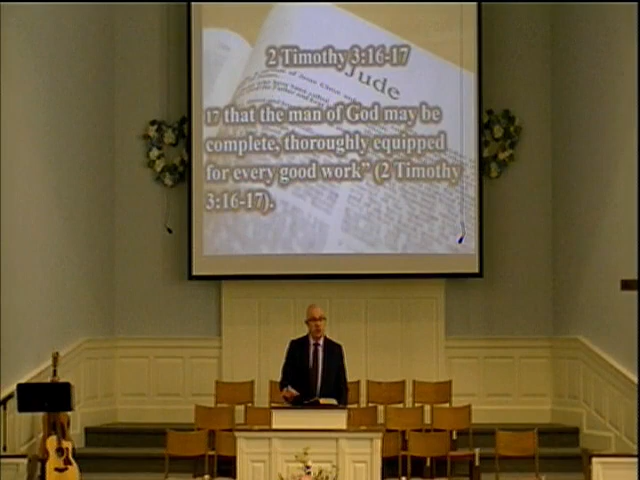 2 Timothy 3:16-17
Jude
17 that the man of God may be
complete, thoroughly equipped
for every good work” (2 Timothy
3:16-17).